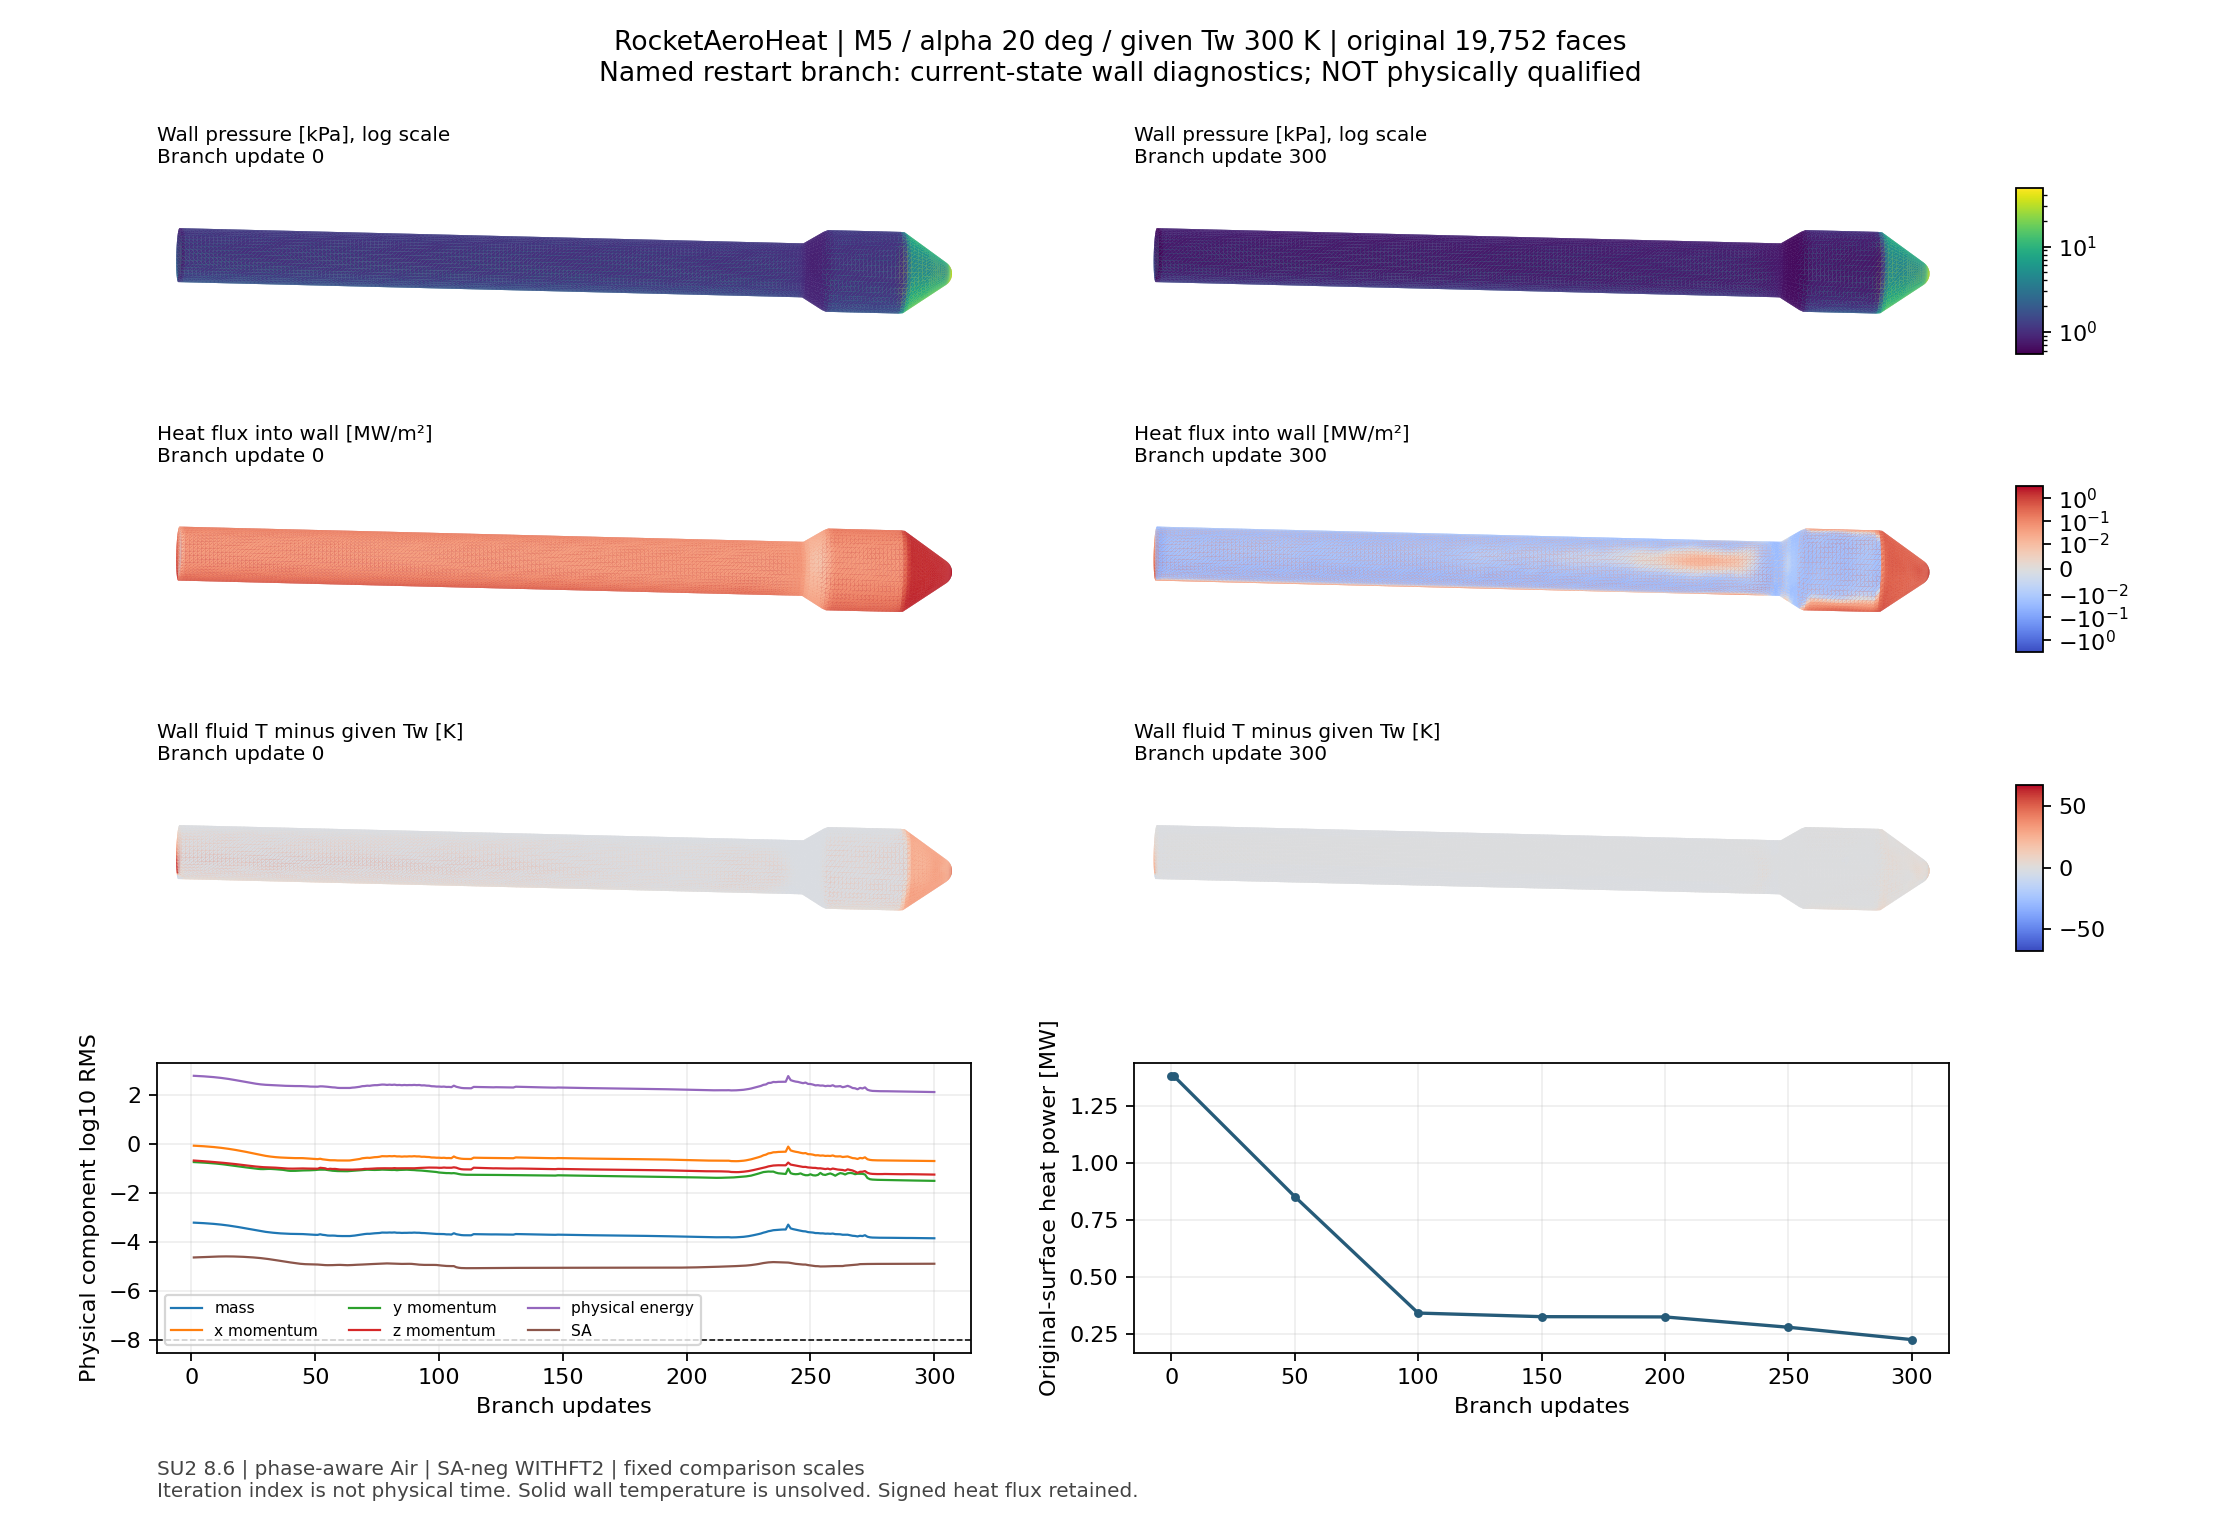 RocketAeroHeat | M5 / alpha 20 deg / given Tw 300 K | original 19,752 faces
Named restart branch: current-state wall diagnostics; NOT physically qualified
Wall pressure [kPa], log scale
Branch update 0
Wall pressure [kPa], log scale
Branch update 300
10¹
10⁰
Heat flux into wall [MW/m²]
Branch update 0
Heat flux into wall [MW/m²]
Branch update 300
10⁰
10⁻¹
10⁻²
0
−10⁻²
−10⁻¹
−10⁰
Wall fluid T minus given Tw [K]
Branch update 0
Wall fluid T minus given Tw [K]
Branch update 300
50
0
−50
Physical component log10 RMS
2
0
−2
−4
−6
−8
mass
x momentum
y momentum
z momentum
physical energy
SA
0 50 100 150 200 250 300
Branch updates
Original-surface heat power [MW]
1.25
1.00
0.75
0.50
0.25
0 50 100 150 200 250 300
Branch updates
SU2 8.6 | phase-aware Air | SA-neg WITHFT2 | fixed comparison scales
Iteration index is not physical time. Solid wall temperature is unsolved. Signed heat flux retained.